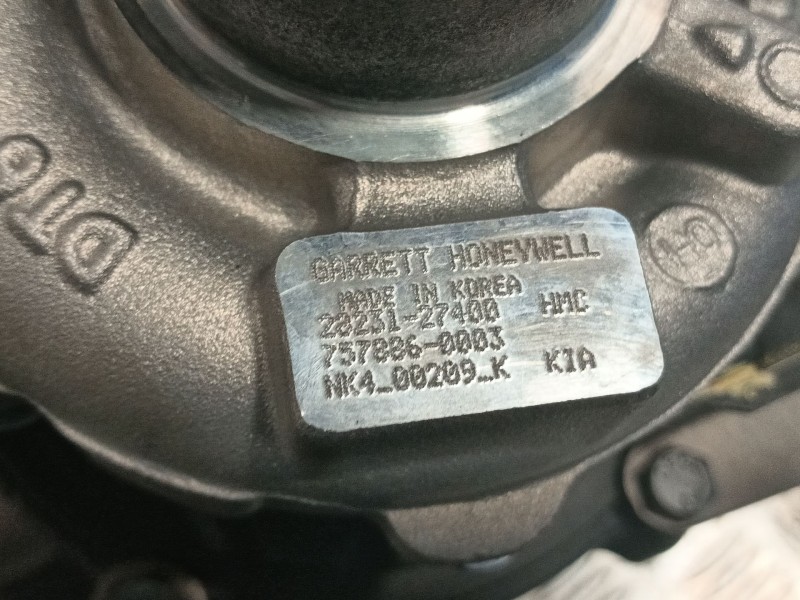 GARRETT HONEYWELL
MADE IN KOREA
28231-27400 HMC
757886-0003
NK4_00209_K KIA